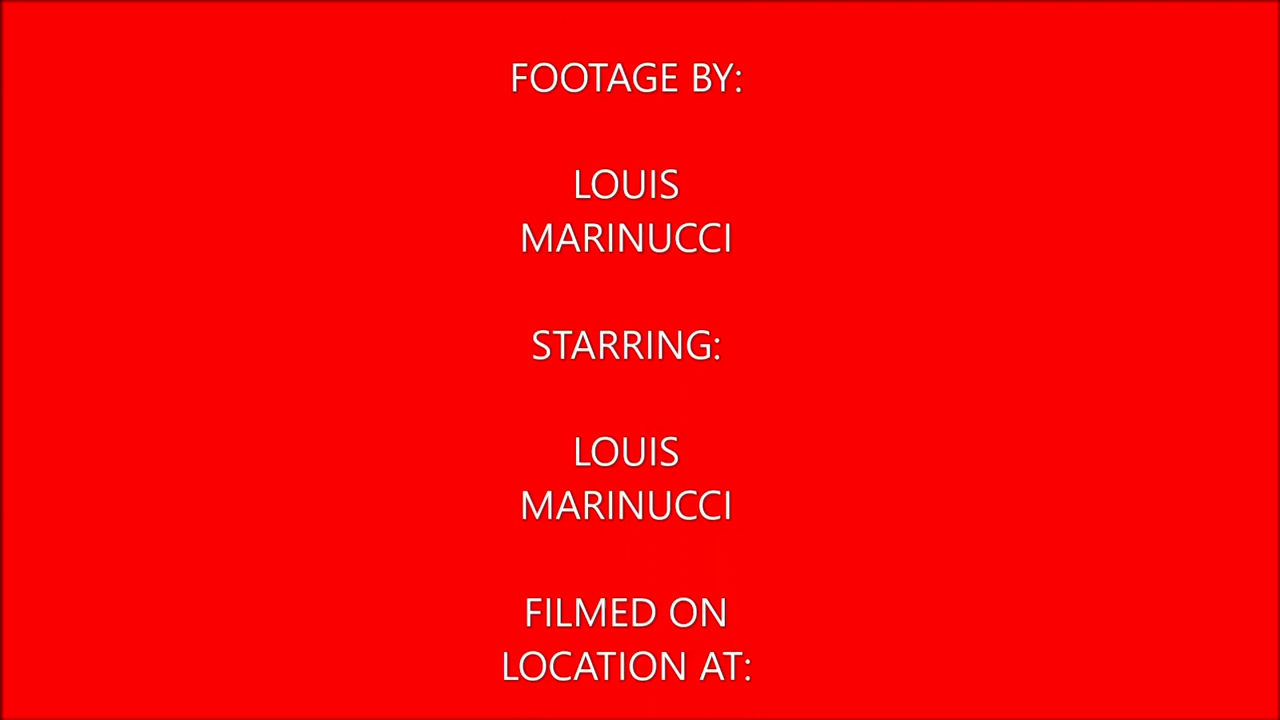 FOOTAGE BY:
LOUIS
MARINUCCI
STARRING:
LOUIS
MARINUCCI
FILMED ON
LOCATION AT: